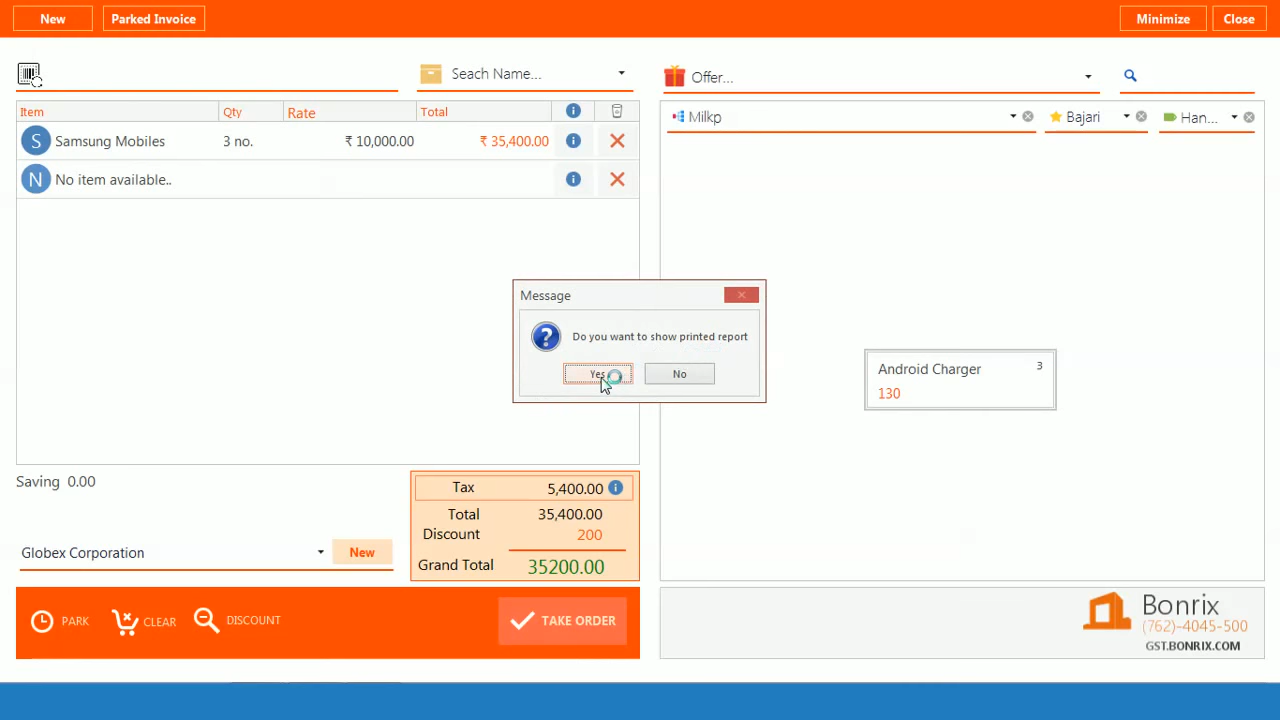 New
Parked Invoice
Minimize
Close
Seach Name...
Offer...
Item Qty Rate Total
S Samsung Mobiles 3 no. ₹ 10,000.00 ₹ 35,400.00
N No item available..
Milkp
Bajari
Han...
Message
Do you want to show printed report
Yes
No
Android Charger 3
130
Saving 0.00
Tax 5,400.00
Total 35,400.00
Discount 200
Grand Total 35200.00
Globex Corporation
New
PARK
CLEAR
DISCOUNT
TAKE ORDER
Bonrix
(762)-4045-500
GST.BONRIX.COM